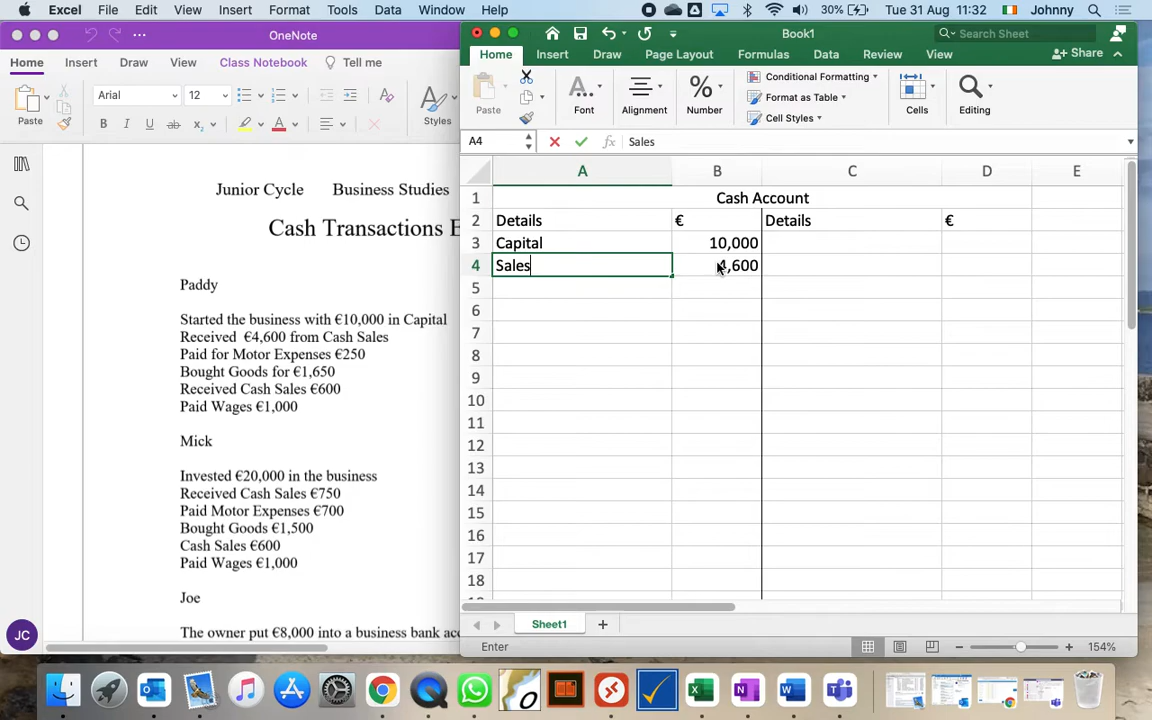 Excel File Edit View Insert Format Tools Data Window Help 30% Tue 31 Aug 11:32 Johnny
OneNote
Home Insert Draw View Class Notebook Tell me
Paste Arial 12 Styles
B I U ab x
Junior Cycle Business Studies
Cash Transactions E
Paddy
Started the business with €10,000 in Capital
Received €4,600 from Cash Sales
Paid for Motor Expenses €250
Bought Goods for €1,650
Received Cash Sales €600
Paid Wages €1,000
Mick
Invested €20,000 in the business
Received Cash Sales €750
Paid Motor Expenses €700
Bought Goods €1,500
Cash Sales €600
Paid Wages €1,000
Joe
The owner put €8,000 into a business bank acc
JC
Book1 Search Sheet
Home Insert Draw Page Layout Formulas Data Review View Share
Paste Font Alignment Number Conditional Formatting Format as Table Cell Styles Cells Editing
A4 fx Sales
A B C D E
1 Cash Account
2 Details € Details €
3 Capital 10,000
4 Sales 4,600
5
6
7
8
9
10
11
12
13
14
15
16
17
18
Sheet1
Enter 154%